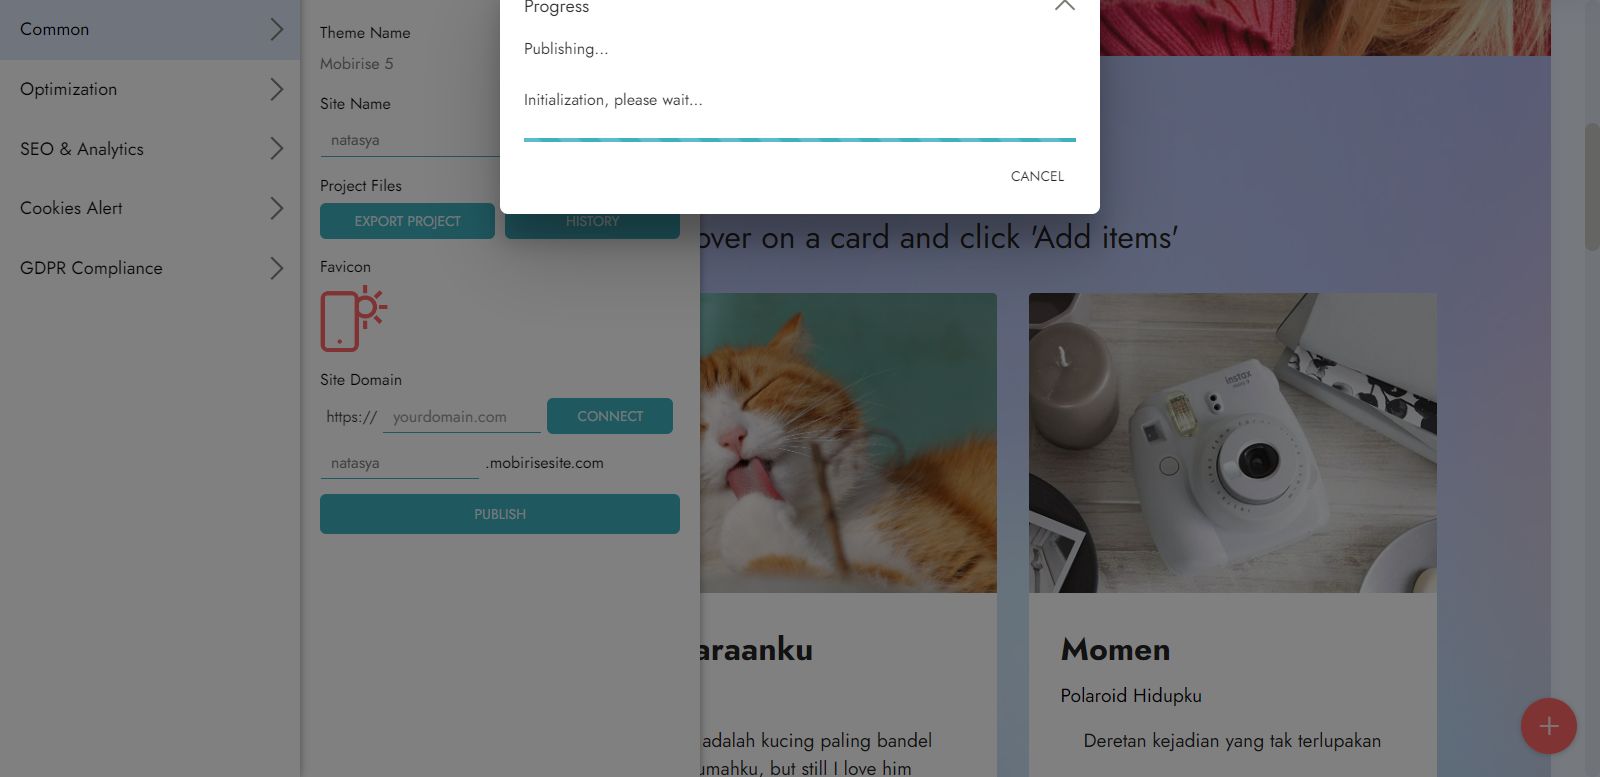 Common
Optimization
SEO & Analytics
Cookies Alert
GDPR Compliance
Theme Name
Mobirise 5
Site Name
natasya
Project Files
EXPORT PROJECT
HISTORY
Favicon
Site Domain
https://
yourdomain.com
CONNECT
natasya
.mobirisesite.com
PUBLISH
Progress
Publishing...
Initialization, please wait...
CANCEL
over on a card and click 'Add items'
instax
mini 9
araanku
adalah kucing paling bandel
umahku, but still I love him
Momen
Polaroid Hidupku
Deretan kejadian yang tak terlupakan